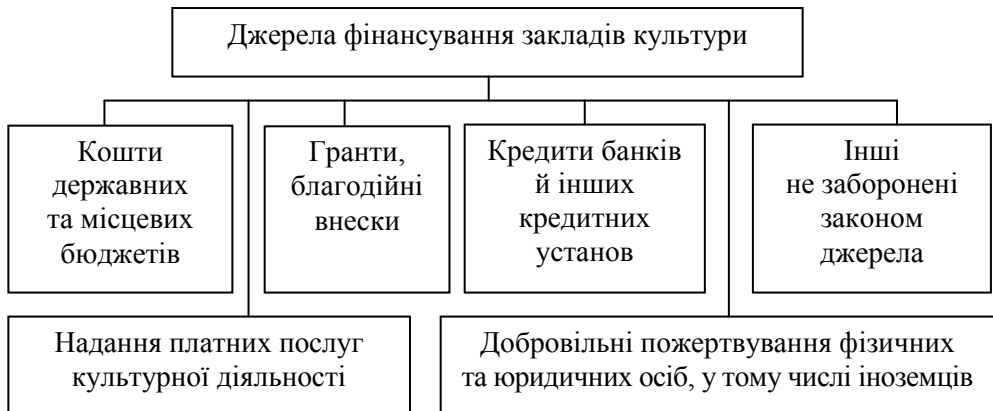 Джерела фінансування закладів культури
Кошти
державних
та місцевих
бюджетів
Гранти,
благодійні
внески
Кредити банків
й інших
кредитних
установ
Інші
не заборонені
законом
джерела
Надання платних послуг
культурної діяльності
Добровільні пожертвування фізичних
та юридичних осіб, у тому числі іноземців